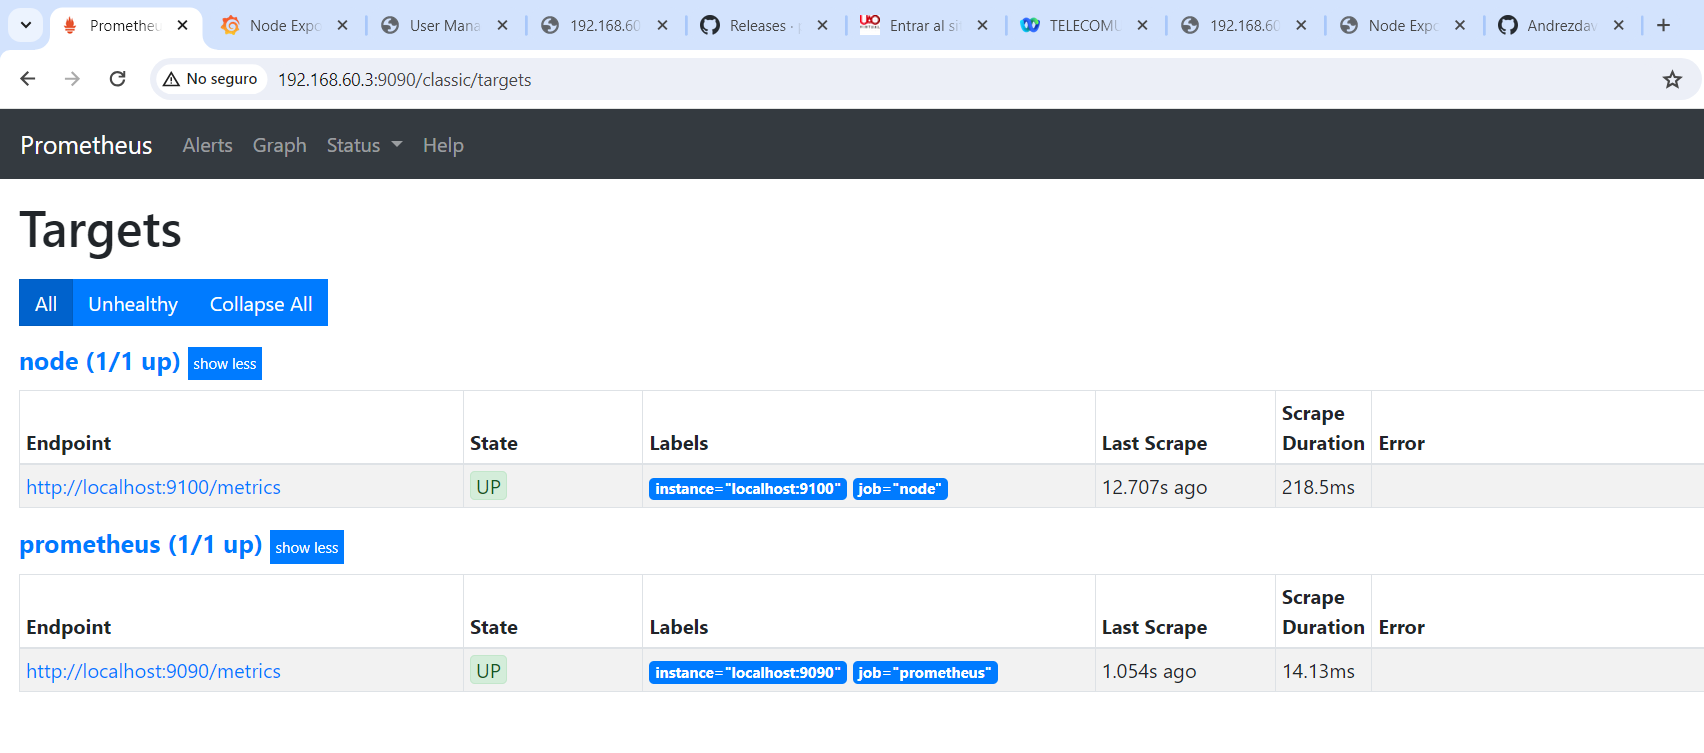 Prometheu
Node Expo
User Mana
192.168.60
Releases · p
Entrar al sit
TELECOMU
192.168.60
Node Expo
Andrezdav
No seguro 192.168.60.3:9090/classic/targets
Prometheus Alerts Graph Status Help
Targets
All Unhealthy Collapse All
node (1/1 up) show less
Endpoint State Labels Last Scrape Scrape Duration Error
http://localhost:9100/metrics UP instance="localhost:9100" job="node" 12.707s ago 218.5ms
prometheus (1/1 up) show less
Endpoint State Labels Last Scrape Scrape Duration Error
http://localhost:9090/metrics UP instance="localhost:9090" job="prometheus" 1.054s ago 14.13ms